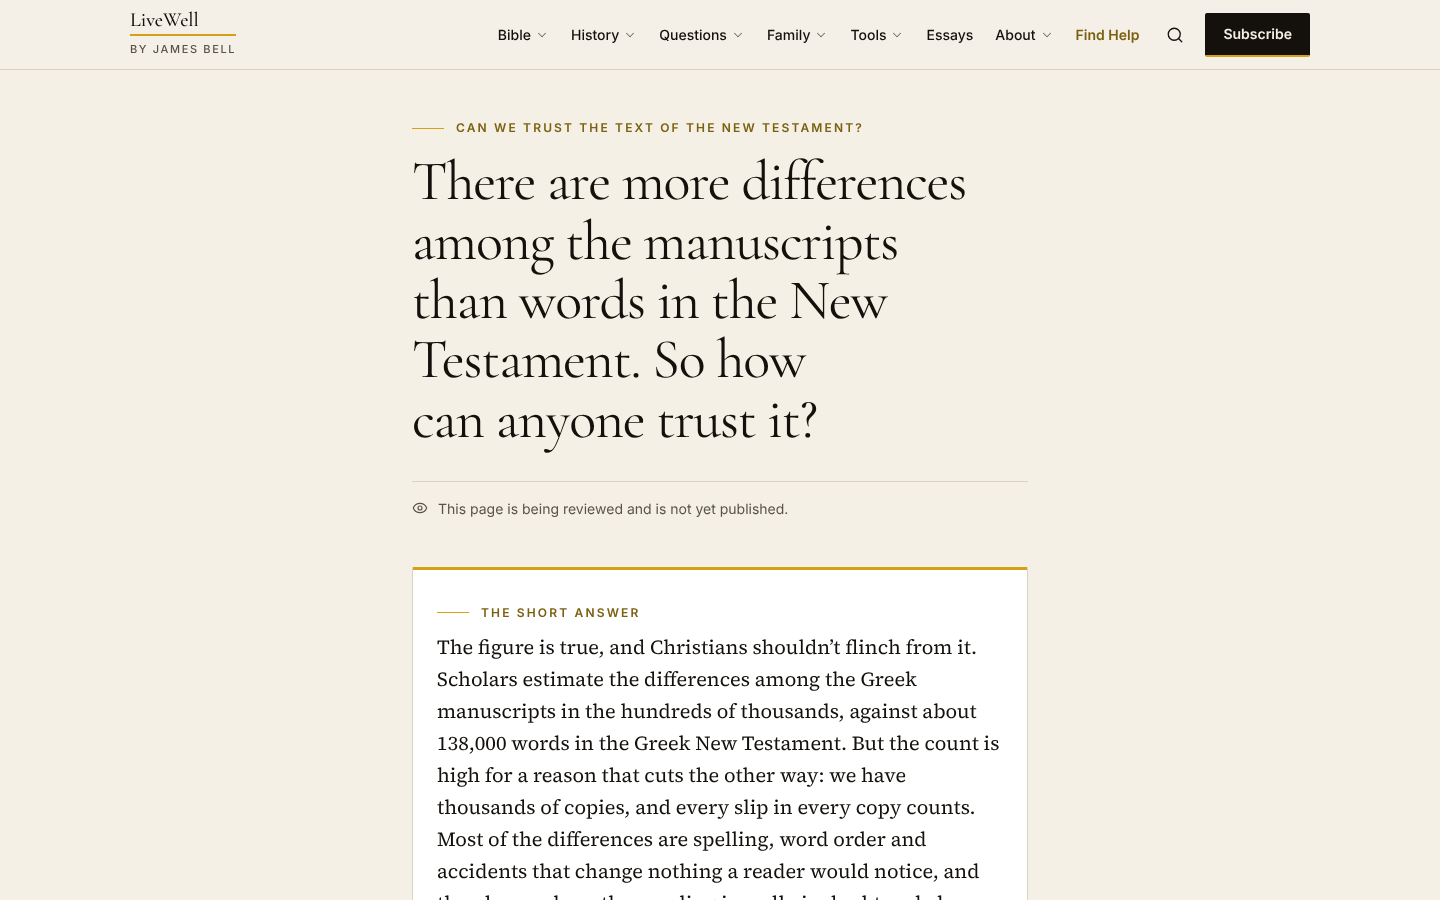 LiveWell
BY JAMES BELL
Bible
History
Questions
Family
Tools
Essays
About
Find Help
Subscribe
CAN WE TRUST THE TEXT OF THE NEW TESTAMENT?
There are more differences
among the manuscripts
than words in the New
Testament. So how
can anyone trust it?
This page is being reviewed and is not yet published.
THE SHORT ANSWER
The figure is true, and Christians shouldn’t flinch from it.
Scholars estimate the differences among the Greek
manuscripts in the hundreds of thousands, against about
138,000 words in the Greek New Testament. But the count is
high for a reason that cuts the other way: we have
thousands of copies, and every slip in every copy counts.
Most of the differences are spelling, word order and
accidents that change nothing a reader would notice, and